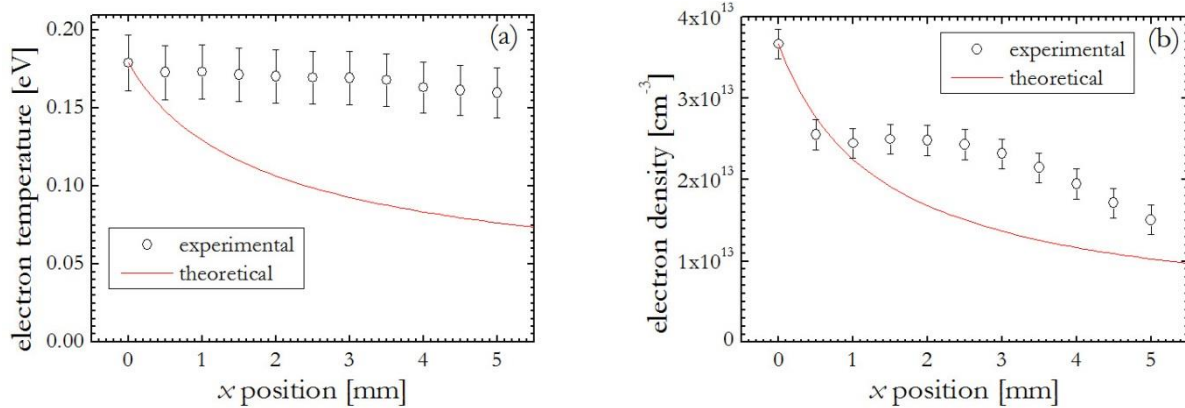 (a)
electron temperature [eV]
0.20
0.15
0.10
0.05
0.00
experimental
theoretical
0 1 2 3 4 5
x position [mm]
(b)
electron density [cm-3]
4x10^13
3x10^13
2x10^13
1x10^13
0
experimental
theoretical
0 1 2 3 4 5
x position [mm]